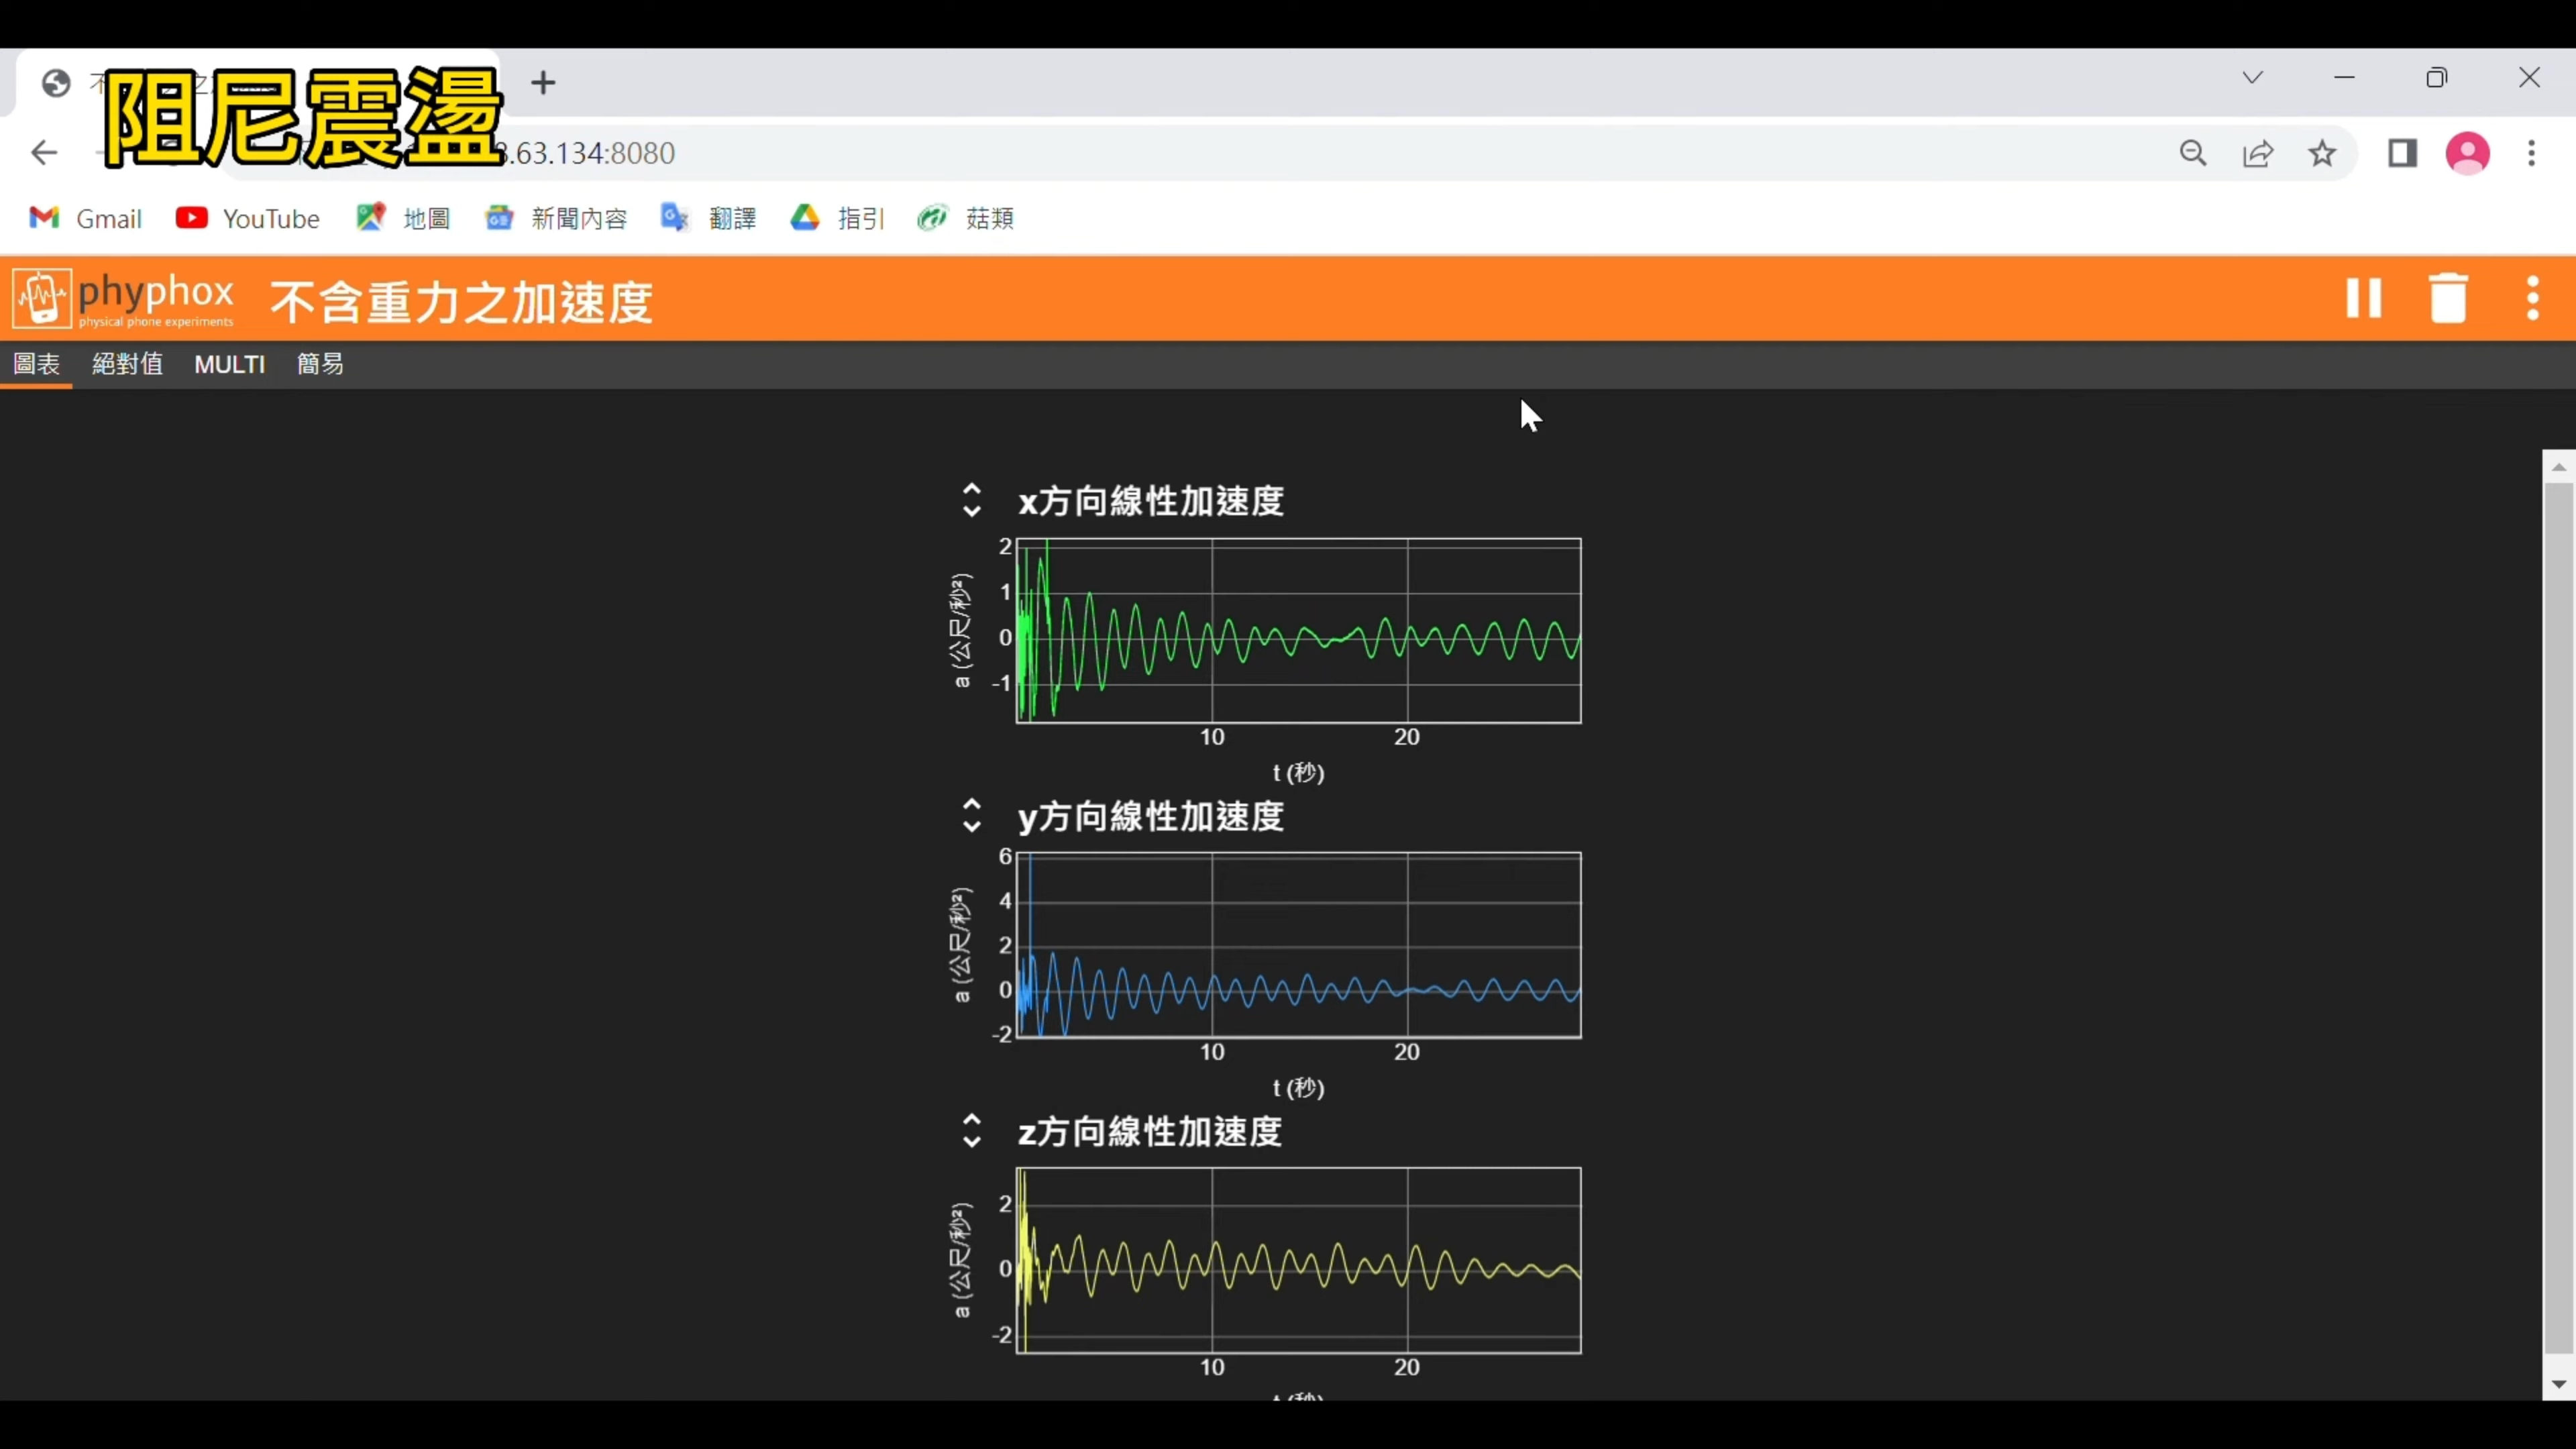 阻尼震盪
.63.134:8080
Gmail YouTube 地圖 新聞內容 翻譯 指引 菇類
phyphox
physical phone experiments
不含重力之加速度
圖表 絕對值 MULTI 簡易
x方向線性加速度
a (公尺/秒²)
2
1
0
-1
10 20
t (秒)
y方向線性加速度
a (公尺/秒²)
6
4
2
0
-2
10 20
t (秒)
z方向線性加速度
a (公尺/秒²)
2
0
-2
10 20